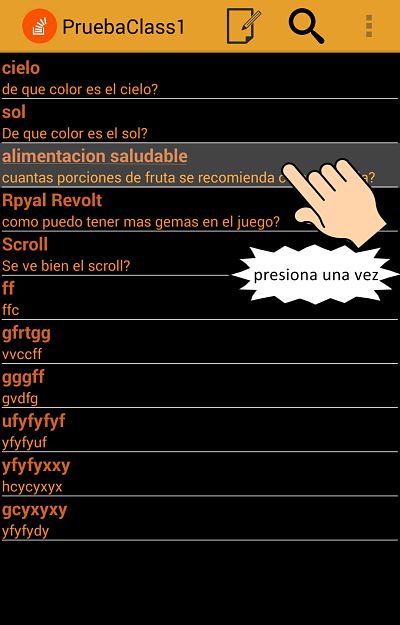 PruebaClass1
cielo
de que color es el cielo?
sol
De que color es el sol?
alimentacion saludable
cuantas porciones de fruta se recomienda a?
Rpyal Revolt
como puedo tener mas gemas en el juego?
Scroll
Se ve bien el scroll?
presiona una vez
ff
ffc
gfrtgg
vvccff
gggff
gvdfg
ufyfyfyf
yfyfyuf
yfyfyxxy
hcycyxyx
gcyxyxy
yfyfydy